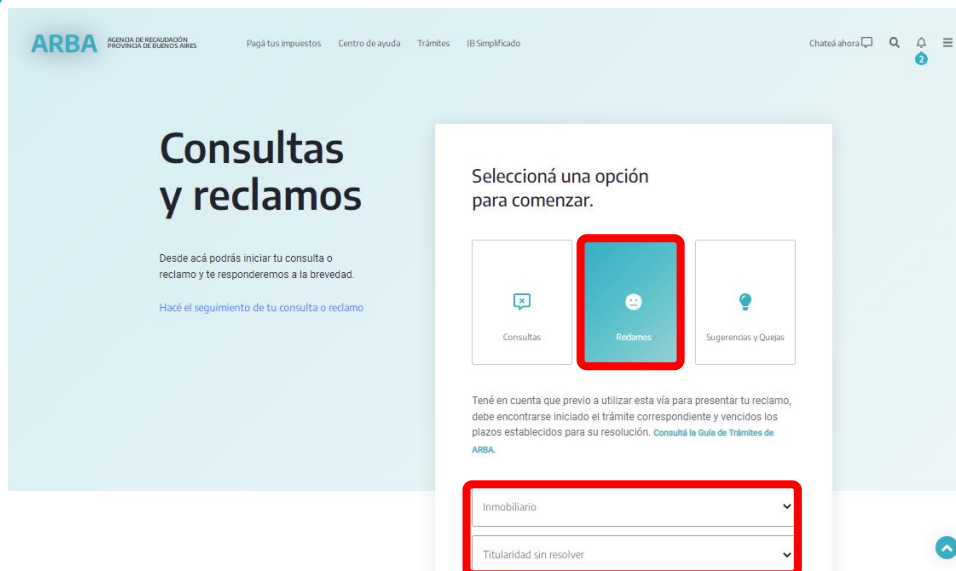 ARBA
AGENCIA DE RECAUDACIÓN
PROVINCIA DE BUENOS AIRES
Pagá tus impuestos
Centro de ayuda
Trámites
IB Simplificado
Chateá ahora
2
Consultas
y reclamos
Desde acá podrás iniciar tu consulta o
reclamo y te responderemos a la brevedad.
Hacé el seguimiento de tu consulta o reclamo
Seleccioná una opción
para comenzar.
Consultas
Reclamos
Sugerencias y Quejas
Tené en cuenta que previo a utilizar esta vía para presentar tu reclamo,
debe encontrarse iniciado el trámite correspondiente y vencidos los
plazos establecidos para su resolución. Consultá la Guía de Trámites de
ARBA.
Inmobiliario
Titularidad sin resolver